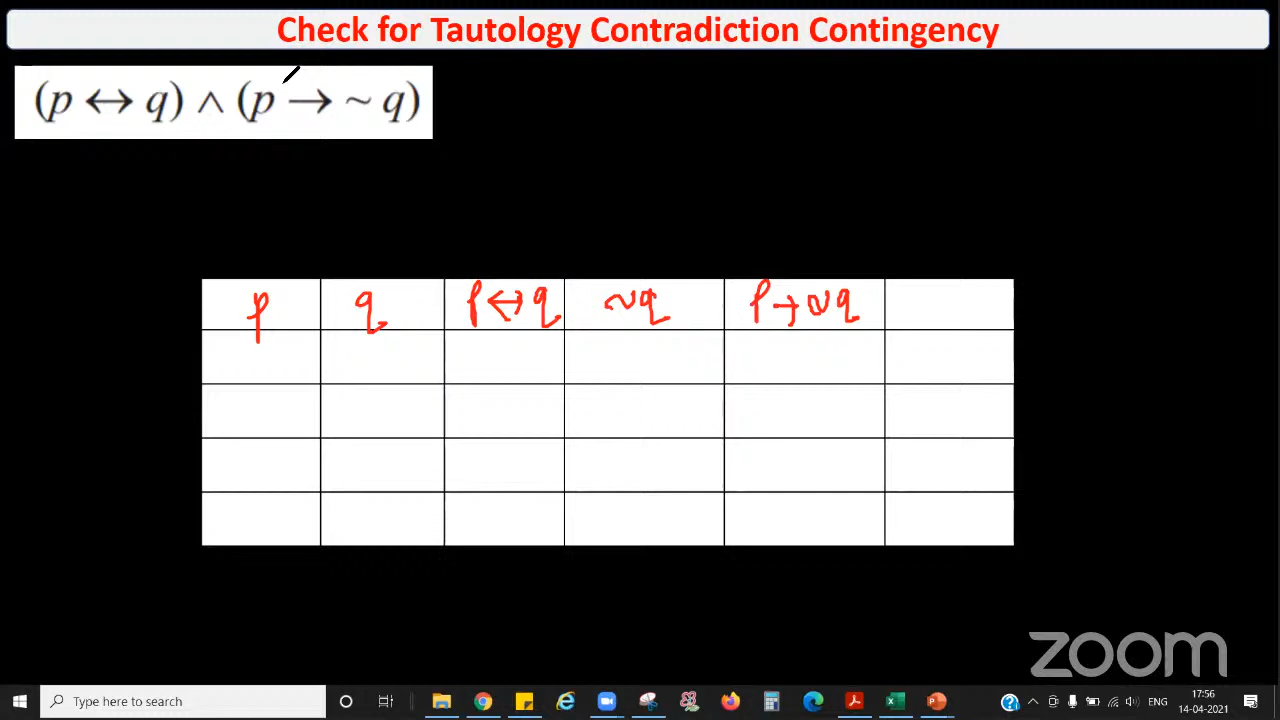 Check for Tautology Contradiction Contingency
(p ↔ q) ∧ (p → ~ q)
p q p↔q ~q p→~q
zoom
Type here to search
ENG
17:56
14-04-2021